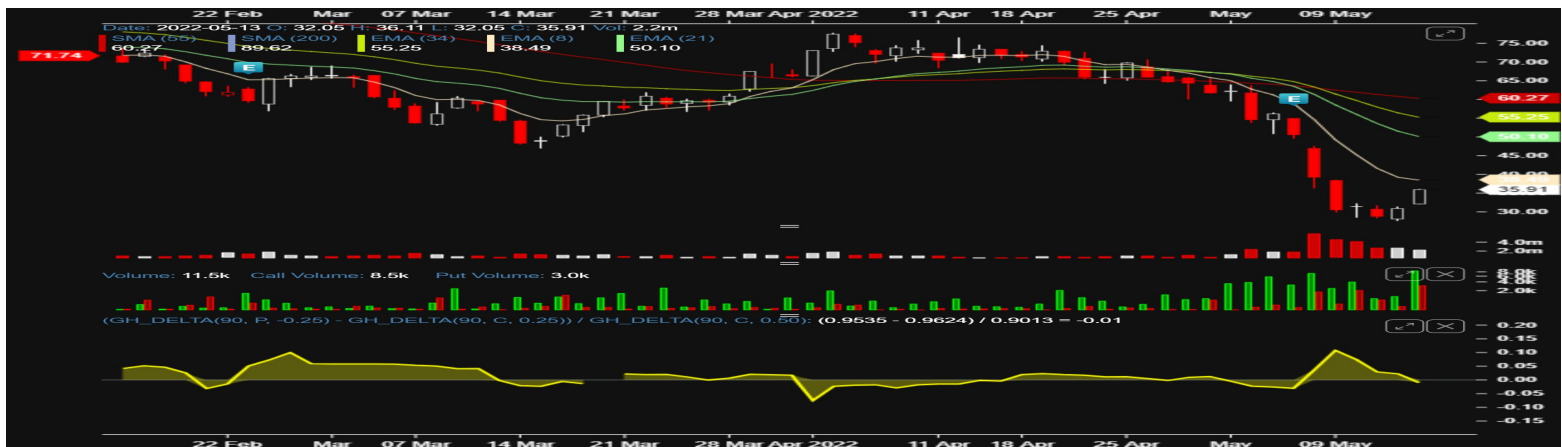 22 Feb Mar 07 Mar 14 Mar 21 Mar 28 Mar Apr 2022 11 Apr 18 Apr 25 Apr May 09 May
Date: 2022-05-13 O: 32.05 H: 36.11 L: 32.05 C: 35.91 Vol: 2.2m
SMA (55) SMA (200) EMA (34) EMA (8) EMA (21)
60.27 89.62 55.25 38.49 50.10
71.74
E
E
75.00
70.00
65.00
60.27
55.25
50.10
45.00
40.00
35.91
30.00
4.0m
2.0m
Volume: 11.5k Call Volume: 8.5k Put Volume: 3.0k
4.0k
2.0k
(GH_DELTA(90, P, -0.25) - GH_DELTA(90, C, 0.25)) / GH_DELTA(90, C, 0.50): (0.9535 - 0.9624) / 0.9013 = -0.01
0.20
0.15
0.10
0.05
0.00
-0.05
-0.10
-0.15
22 Feb Mar 07 Mar 14 Mar 21 Mar 28 Mar Apr 2022 11 Apr 18 Apr 25 Apr May 09 May